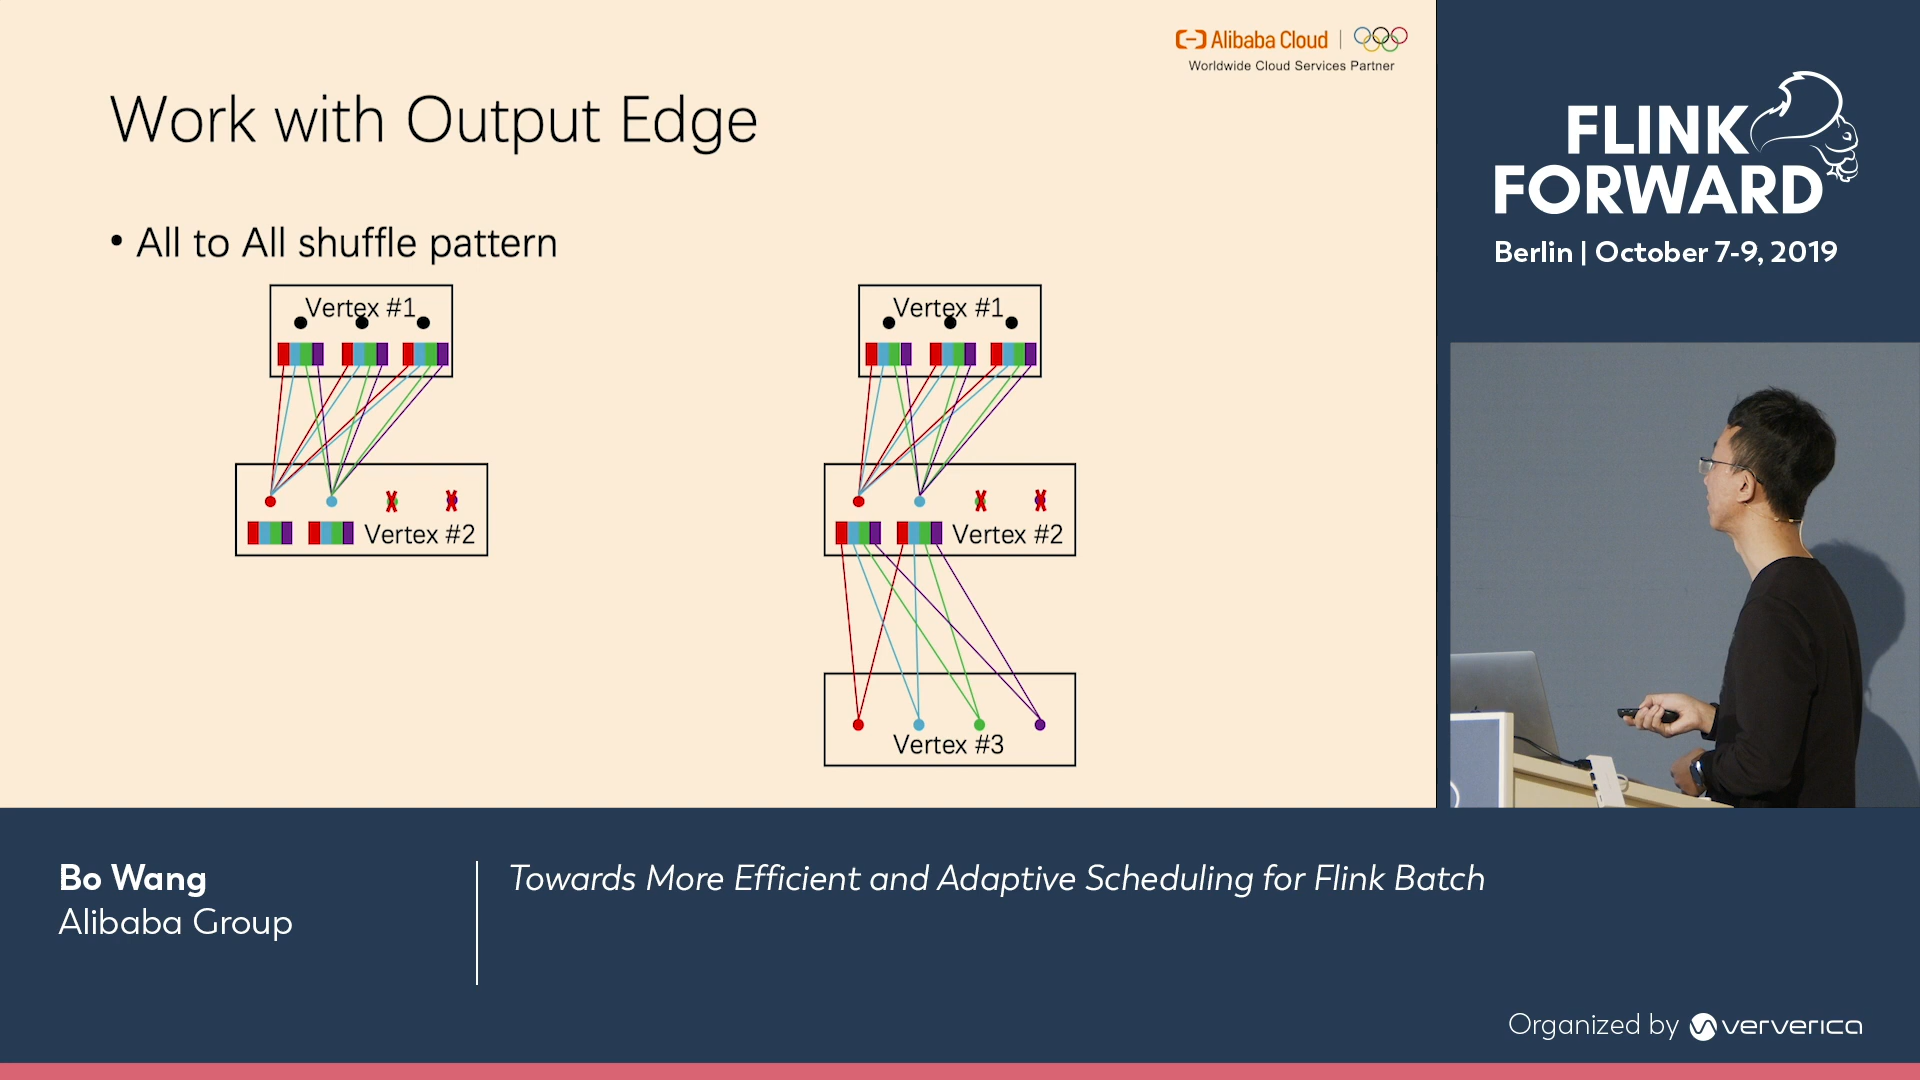 Alibaba Cloud
Worldwide Cloud Services Partner
Work with Output Edge
• All to All shuffle pattern
Vertex #1
Vertex #2
Vertex #1
Vertex #2
Vertex #3
FLINK
FORWARD
Berlin | October 7-9, 2019
Bo Wang
Alibaba Group
Towards More Efficient and Adaptive Scheduling for Flink Batch
Organized by ververica